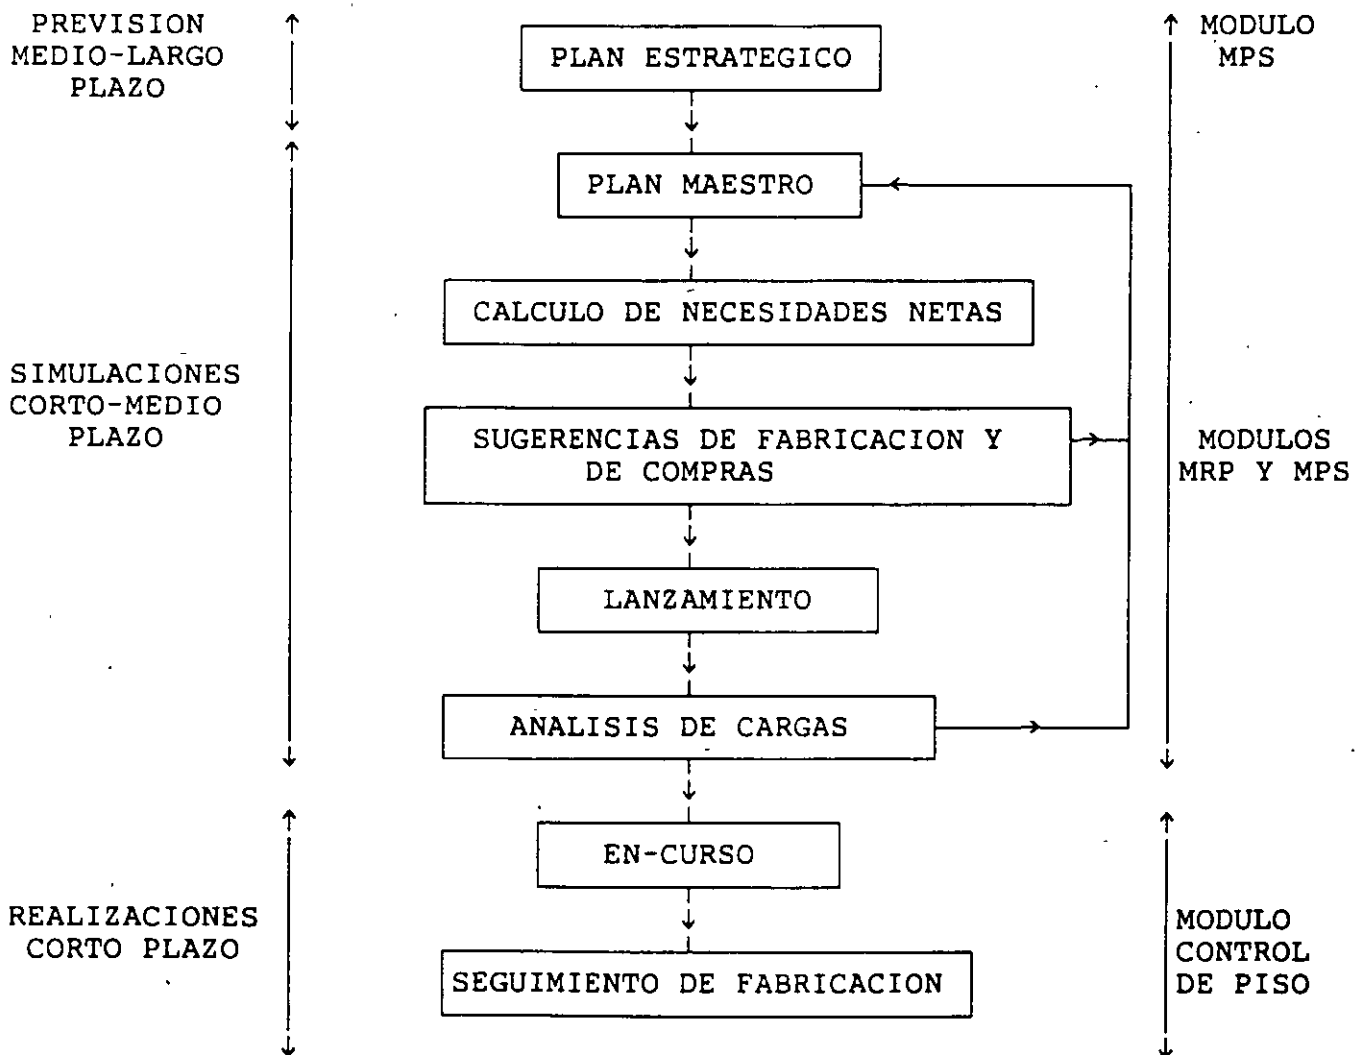 PREVISION
MEDIO-LARGO
PLAZO
PLAN ESTRATEGICO
MODULO
MPS
PLAN MAESTRO
CALCULO DE NECESIDADES NETAS
SIMULACIONES
CORTO-MEDIO
PLAZO
SUGERENCIAS DE FABRICACION Y
DE COMPRAS
MODULOS
MRP Y MPS
LANZAMIENTO
ANALISIS DE CARGAS
EN-CURSO
REALIZACIONES
CORTO PLAZO
SEGUIMIENTO DE FABRICACION
MODULO
CONTROL
DE PISO